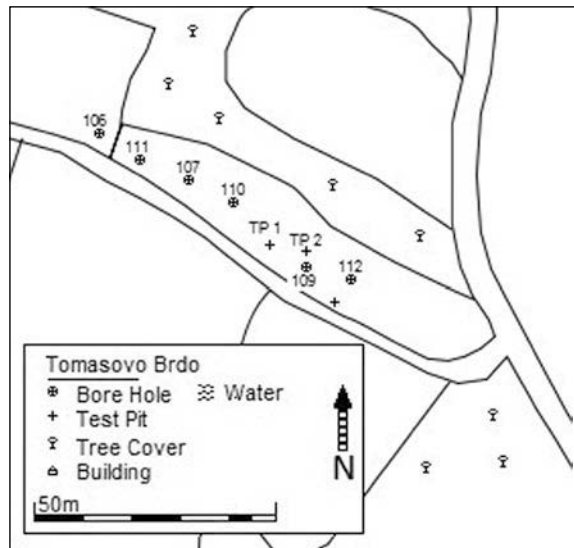 106
111
107
110
TP 1
TP 2
112
109
Tomasovo Brdo
Bore Hole
Water
Test Pit
Tree Cover
Building
N
50m